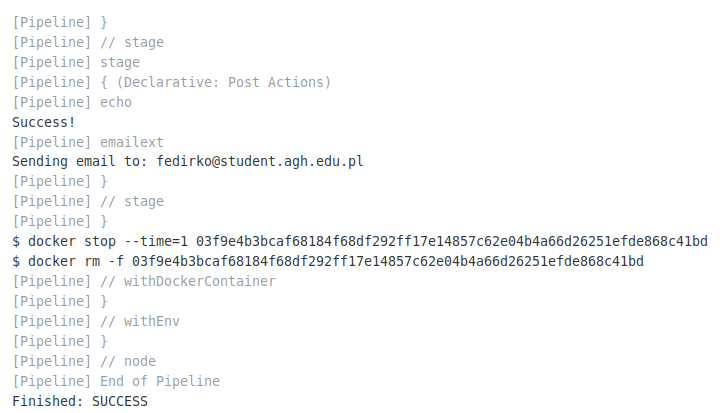 [Pipeline] }
[Pipeline] // stage
[Pipeline] stage
[Pipeline] { (Declarative: Post Actions)
[Pipeline] echo
Success!
[Pipeline] emailext
Sending email to: fedirko@student.agh.edu.pl
[Pipeline] }
[Pipeline] // stage
[Pipeline] }
$ docker stop --time=1 03f9e4b3bcaf68184f68df292ff17e14857c62e04b4a66d26251efde868c41bd
$ docker rm -f 03f9e4b3bcaf68184f68df292ff17e14857c62e04b4a66d26251efde868c41bd
[Pipeline] // withDockerContainer
[Pipeline] }
[Pipeline] // withEnv
[Pipeline] }
[Pipeline] // node
[Pipeline] End of Pipeline
Finished: SUCCESS